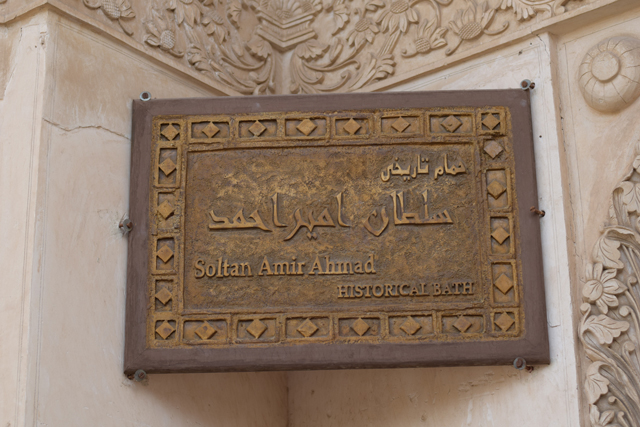 حمام تاریخی
سلطان امیر احمد
Soltan Amir Ahmad
HISTORICAL BATH